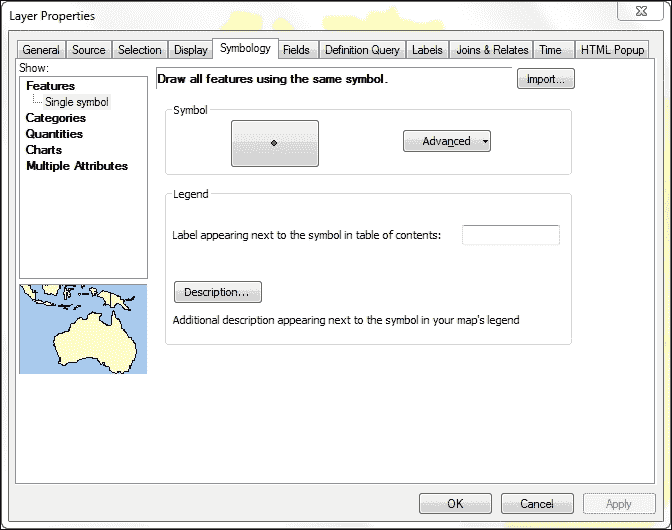 Layer Properties
General Source Selection Display Symbology Fields Definition Query Labels Joins & Relates Time HTML Popup
Show:
Features
Single symbol
Categories
Quantities
Charts
Multiple Attributes
Draw all features using the same symbol.
Import...
Symbol
Advanced
Legend
Label appearing next to the symbol in table of contents:
Description...
Additional description appearing next to the symbol in your map's legend
OK Cancel Apply